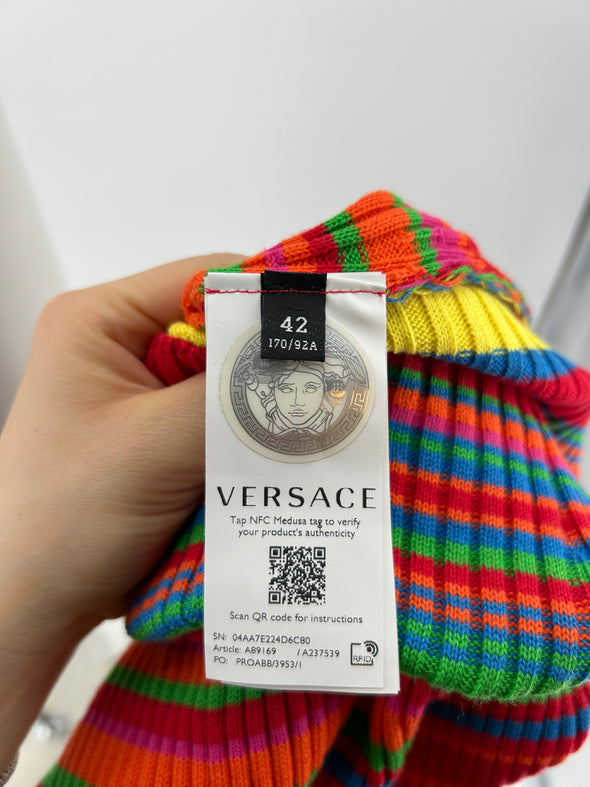 42
170/92A
VERSACE
Tap NFC Medusa tag to verify
your product's authenticity
Scan QR code for instructions
SN: 04AA7E224D6C80
Article: A89169 / A237539
PO: PROABB/3953/1
RFID